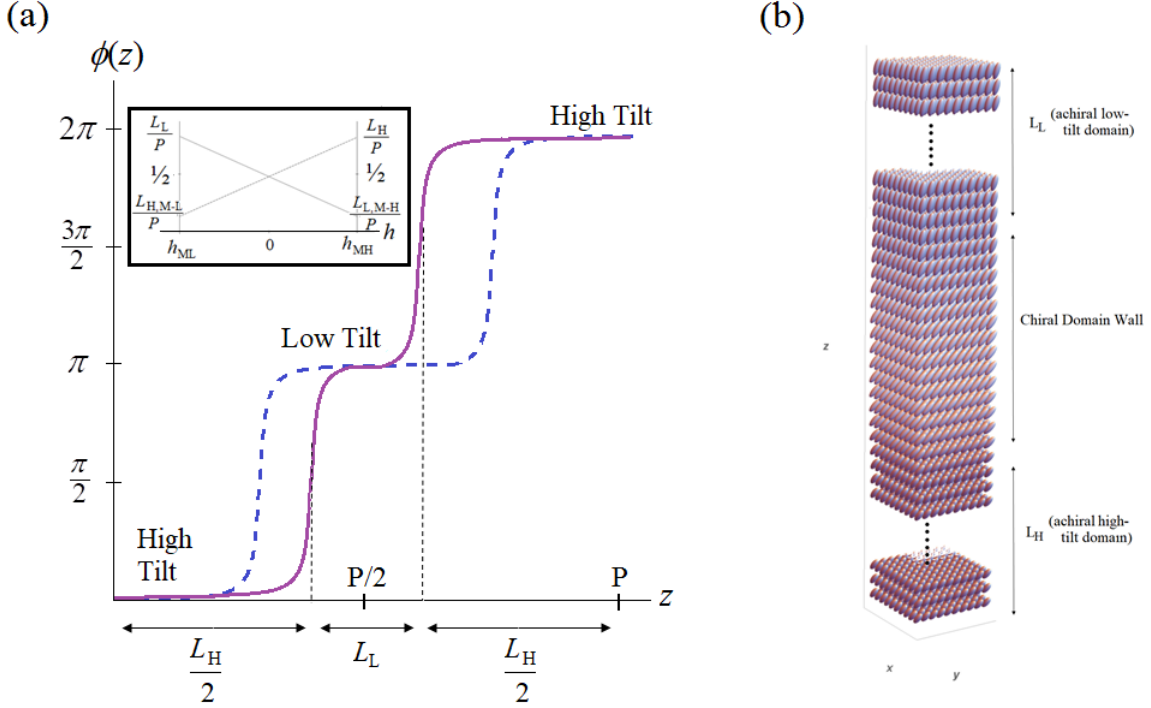 (a)
ϕ(z)
2π
3π/2
π
π/2
High Tilt
L_L/P
½
L_H,M-L/P
L_H/P
½
L_L,M-H/P
h
h_ML
0
h_MH
Low Tilt
High
Tilt
P/2
P
z
L_H/2
L_L
L_H/2
(b)
L_L
(achiral low-
tilt domain)
Chiral Domain Wall
L_H
(achiral high-
tilt domain)
z
x
y